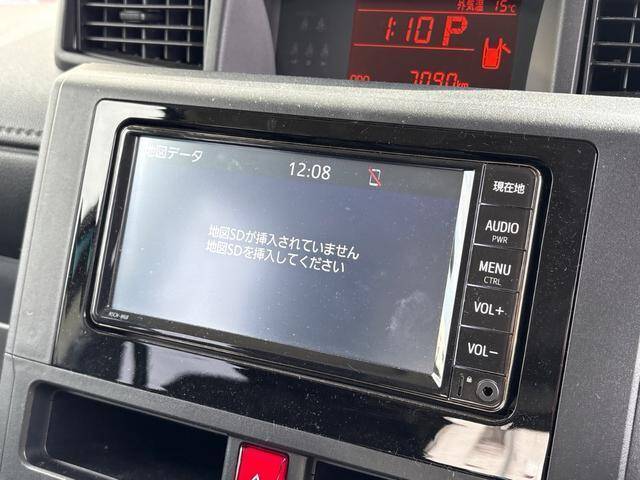 外気温 15℃
1:10 P
ODO 7090km
地図データ
12:08
地図SDが挿入されていません
地図SDを挿入してください
現在地
AUDIO
PWR
MENU
CTRL
VOL+
VOL−